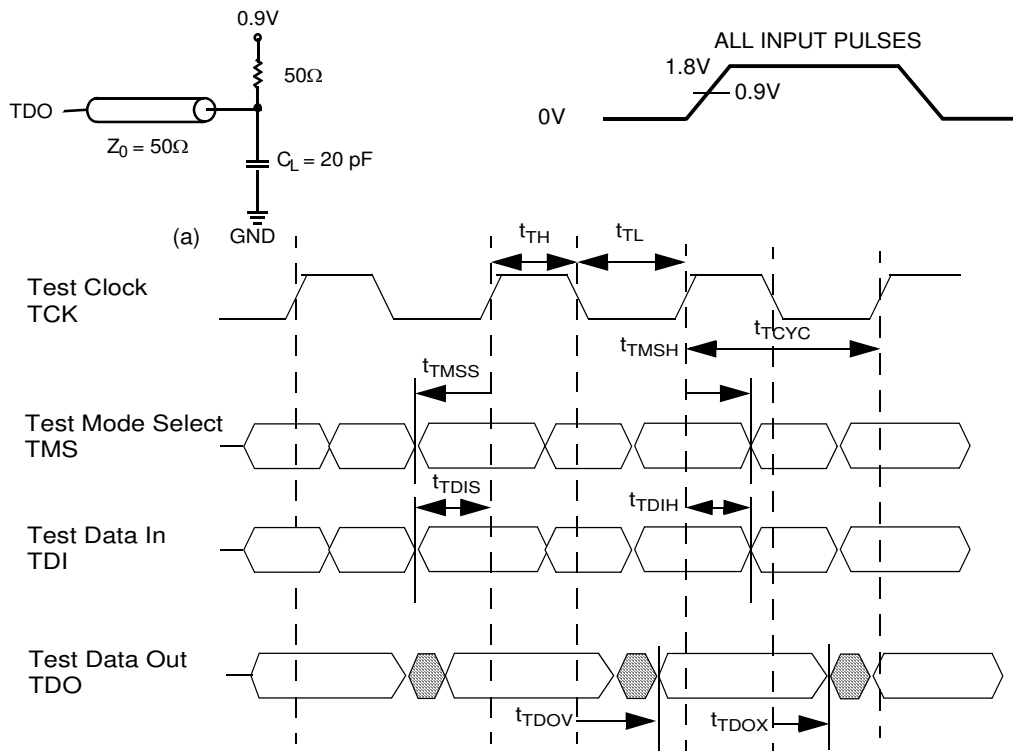 0.9V
50Ω
TDO
Z0 = 50Ω
CL = 20 pF
(a)
GND
ALL INPUT PULSES
1.8V
0.9V
0V
tTH
tTL
Test Clock
TCK
tTCYC
tTMSH
tTMSS
Test Mode Select
TMS
tTDIS
tTDIH
Test Data In
TDI
Test Data Out
TDO
tTDOV
tTDOX